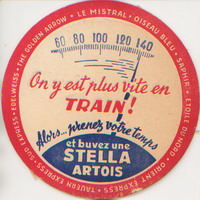 THE GOLDEN ARROW • LE MISTRAL • OISEAU BLEU • SAPHIR • ETOILE DU NORD • ORIENT EXPRESS • TAUERN EXPRESS • SUD EXPRESS • EDELWEISS •
60 80 100 120 140
On y est plus vite en
TRAIN!
Alors... prenez votre temps
et buvez une
STELLA
ARTOIS